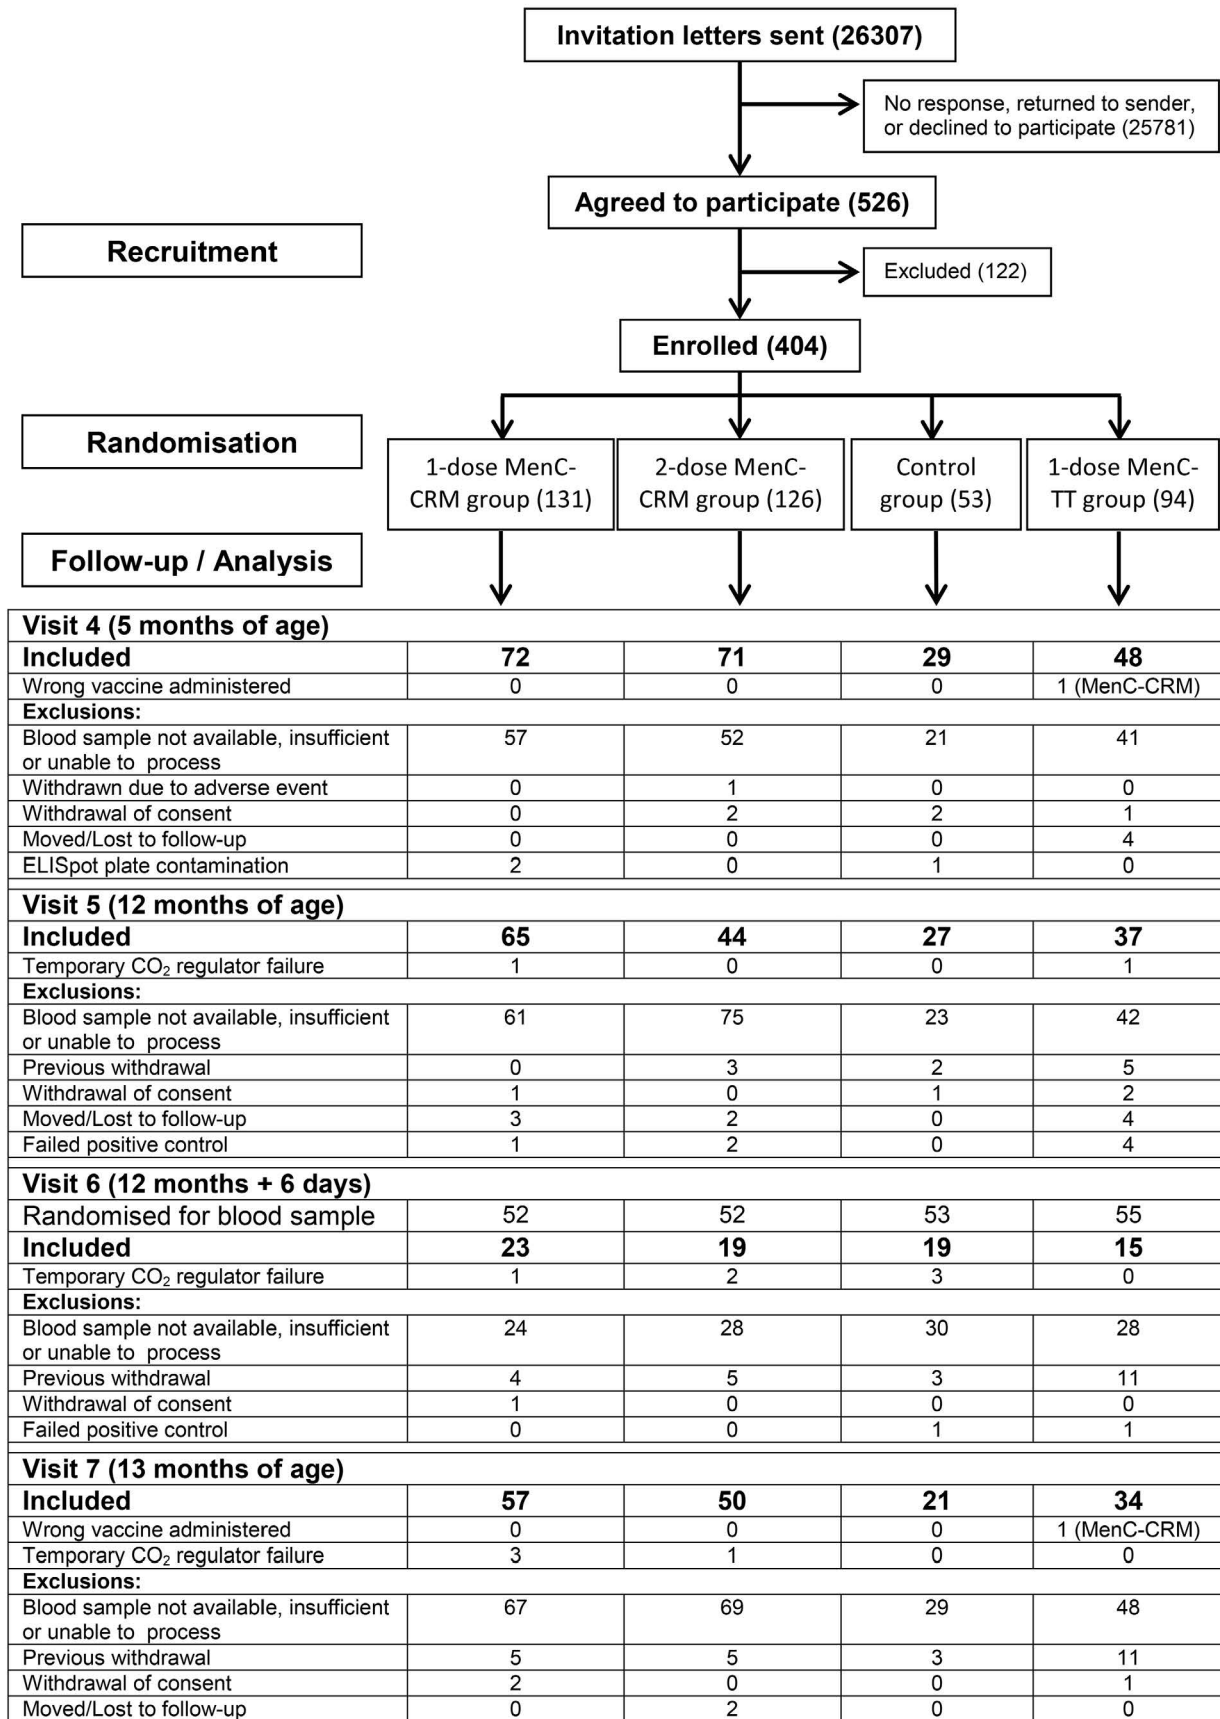 Invitation letters sent (26307)
No response, returned to sender,
or declined to participate (25781)
Agreed to participate (526)
Recruitment
Excluded (122)
Enrolled (404)
Randomisation
1-dose MenC-
CRM group (131)
2-dose MenC-
CRM group (126)
Control
group (53)
1-dose MenC-
TT group (94)
Follow-up / Analysis
Visit 4 (5 months of age)
Included 72 71 29 48
Wrong vaccine administered 0 0 0 1 (MenC-CRM)
Exclusions:
Blood sample not available, insufficient 57 52 21 41
or unable to process
Withdrawn due to adverse event 0 1 0 0
Withdrawal of consent 0 2 2 1
Moved/Lost to follow-up 0 0 0 4
ELISpot plate contamination 2 0 1 0
Visit 5 (12 months of age)
Included 65 44 27 37
Temporary CO₂ regulator failure 1 0 0 1
Exclusions:
Blood sample not available, insufficient 61 75 23 42
or unable to process
Previous withdrawal 0 3 2 5
Withdrawal of consent 1 0 1 2
Moved/Lost to follow-up 3 2 0 4
Failed positive control 1 2 0 4
Visit 6 (12 months + 6 days)
Randomised for blood sample 52 52 53 55
Included 23 19 19 15
Temporary CO₂ regulator failure 1 2 3 0
Exclusions:
Blood sample not available, insufficient 24 28 30 28
or unable to process
Previous withdrawal 4 5 3 11
Withdrawal of consent 1 0 0 0
Failed positive control 0 0 1 1
Visit 7 (13 months of age)
Included 57 50 21 34
Wrong vaccine administered 0 0 0 1 (MenC-CRM)
Temporary CO₂ regulator failure 3 1 0 0
Exclusions:
Blood sample not available, insufficient 67 69 29 48
or unable to process
Previous withdrawal 5 5 3 11
Withdrawal of consent 2 0 0 1
Moved/Lost to follow-up 0 2 0 0